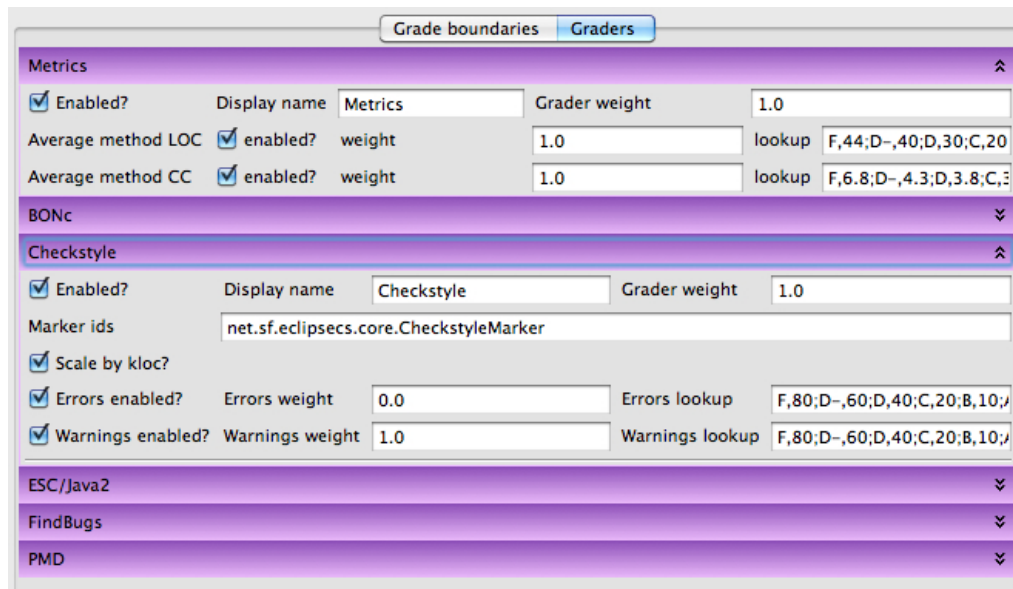 Grade boundaries Graders
Metrics
Enabled? Display name Metrics Grader weight 1.0
Average method LOC enabled? weight 1.0 lookup F,44;D-,40;D,30;C,20
Average method CC enabled? weight 1.0 lookup F,6.8;D-,4.3;D,3.8;C,3
BONc
Checkstyle
Enabled? Display name Checkstyle Grader weight 1.0
Marker ids net.sf.eclipsecs.core.CheckstyleMarker
Scale by kloc?
Errors enabled? Errors weight 0.0 Errors lookup F,80;D-,60;D,40;C,20;B,10;
Warnings enabled? Warnings weight 1.0 Warnings lookup F,80;D-,60;D,40;C,20;B,10;
ESC/Java2
FindBugs
PMD